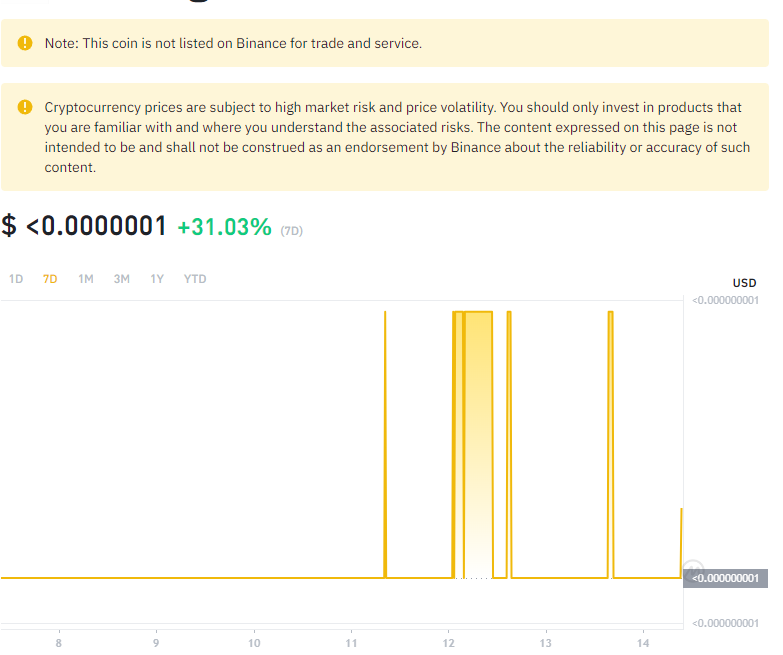 Note: This coin is not listed on Binance for trade and service.
Cryptocurrency prices are subject to high market risk and price volatility. You should only invest in products that
you are familiar with and where you understand the associated risks. The content expressed on this page is not
intended to be and shall not be construed as an endorsement by Binance about the reliability or accuracy of such
content.
$ <0.0000001 +31.03% (7D)
1D 7D 1M 3M 1Y YTD
USD
<0.000000001
<0.000000001
<0.000000001
8 9 10 11 12 13 14